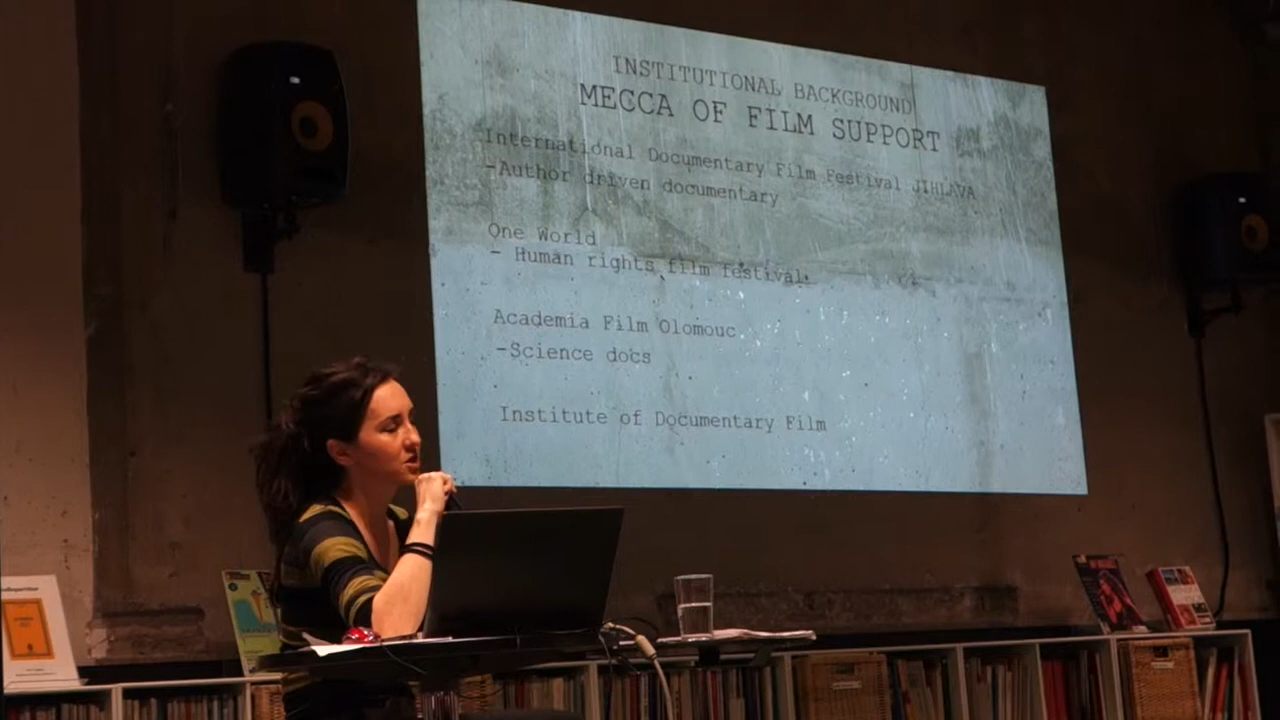 INSTITUTIONAL BACKGROUND
MECCA OF FILM SUPPORT
International Documentary Film Festival JIHLAVA
-Author driven documentary
One World
- Human rights film festival
Academia Film Olomouc
-Science docs
Institute of Documentary Film